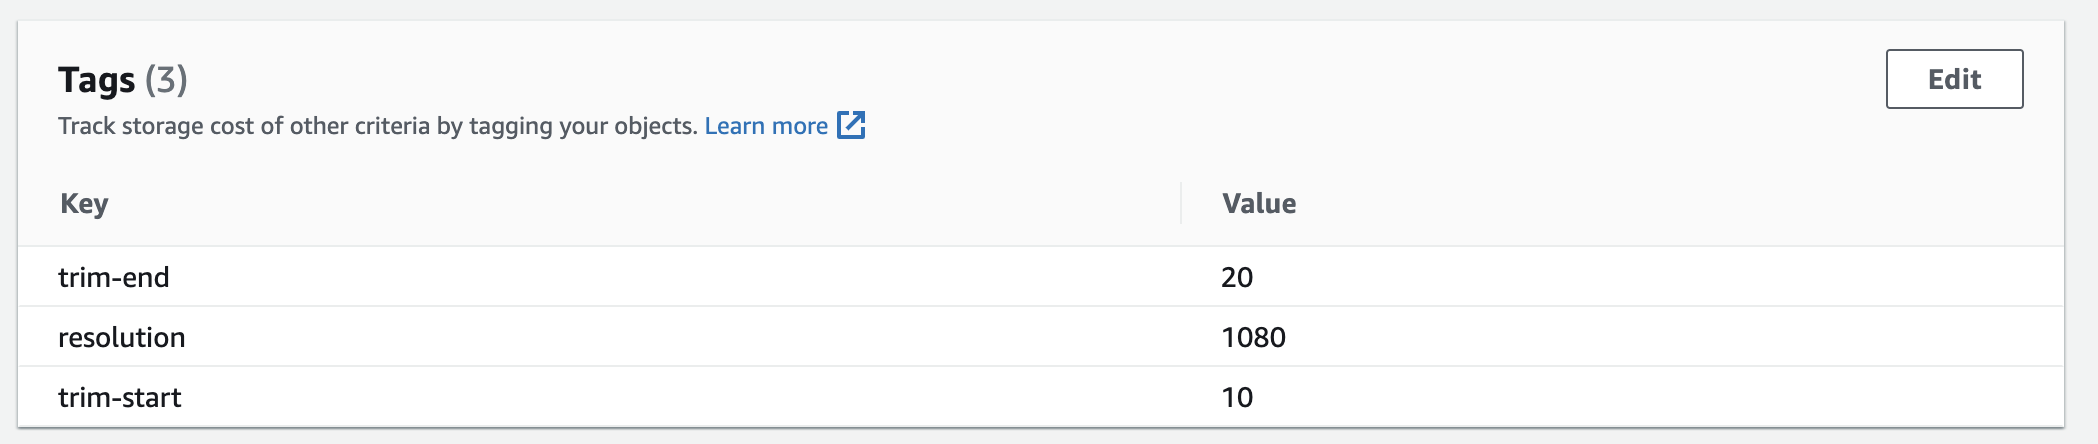 Tags (3)
Edit
Track storage cost of other criteria by tagging your objects. Learn more
Key Value
trim-end 20
resolution 1080
trim-start 10